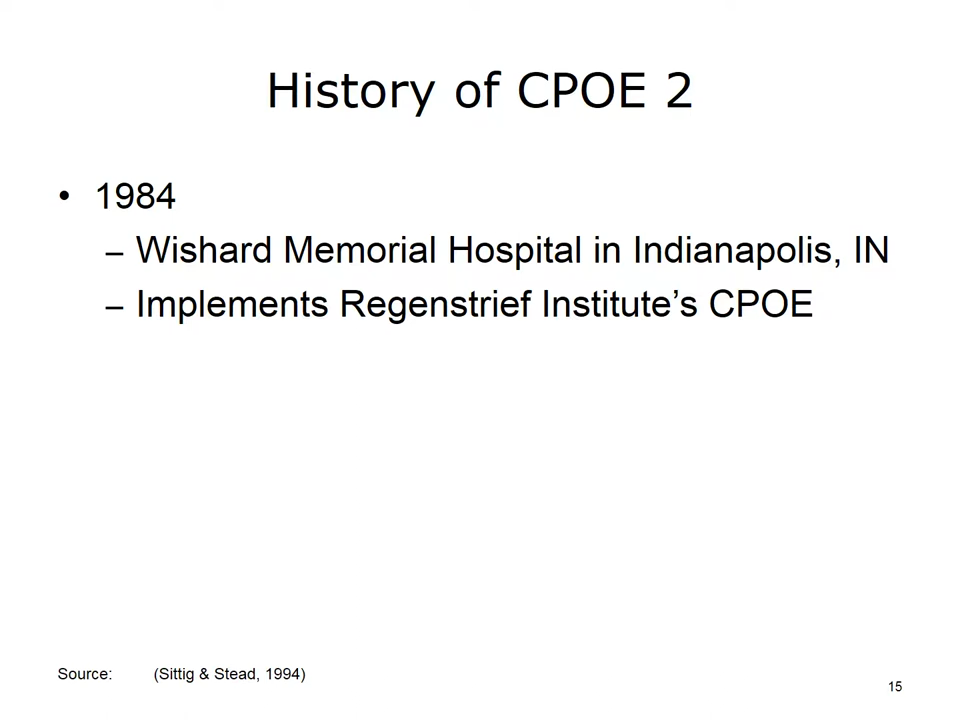 History of CPOE 2
• 1984
– Wishard Memorial Hospital in Indianapolis, IN
– Implements Regenstrief Institute’s CPOE
Source: (Sittig & Stead, 1994)
15